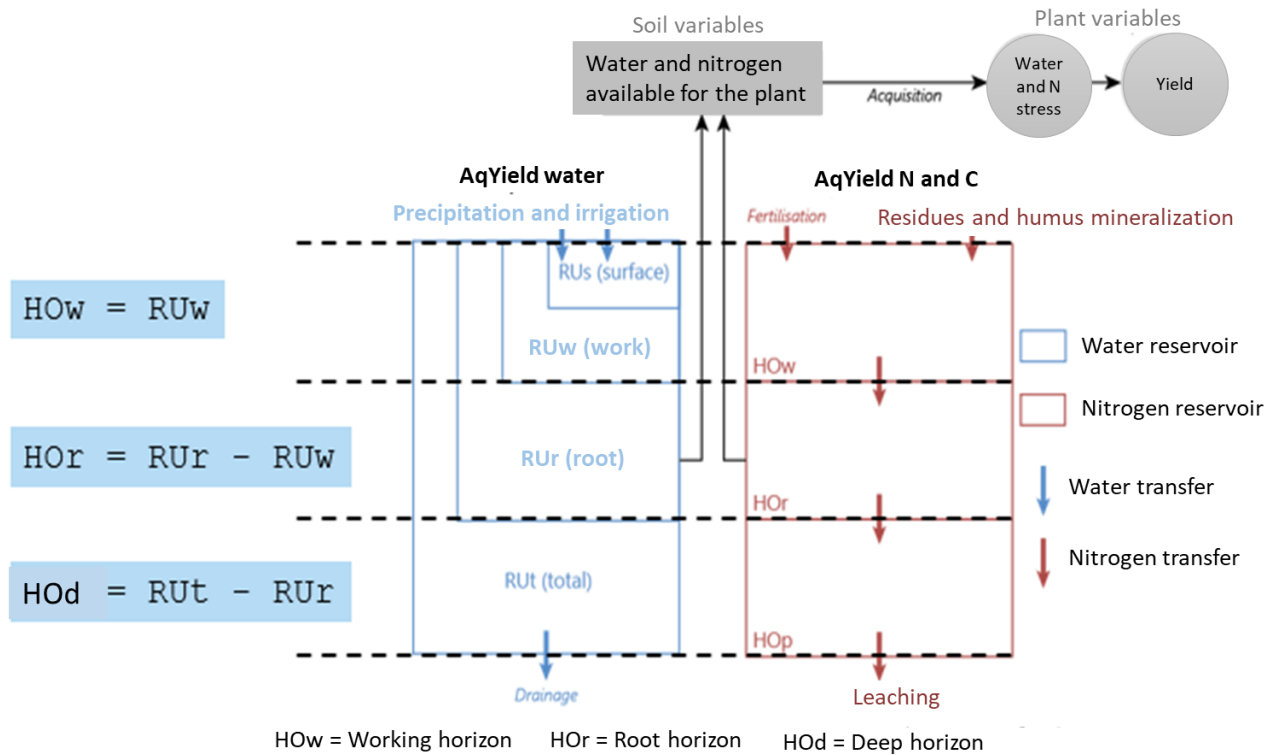 Soil variables
Plant variables
Water and nitrogen
available for the plant
Acquisition
Water
and N
stress
Yield
AqYield water
AqYield N and C
Precipitation and irrigation
Fertilisation
Residues and humus mineralization
RUs (surface)
HOw = RUw
RUw (work)
HOw
Water reservoir
Nitrogen reservoir
HOr = RUr - RUw
RUr (root)
HOr
Water transfer
Nitrogen transfer
HOd = RUt - RUr
RUt (total)
HOp
Drainage
Leaching
HOw = Working horizon
HOr = Root horizon
HOd = Deep horizon